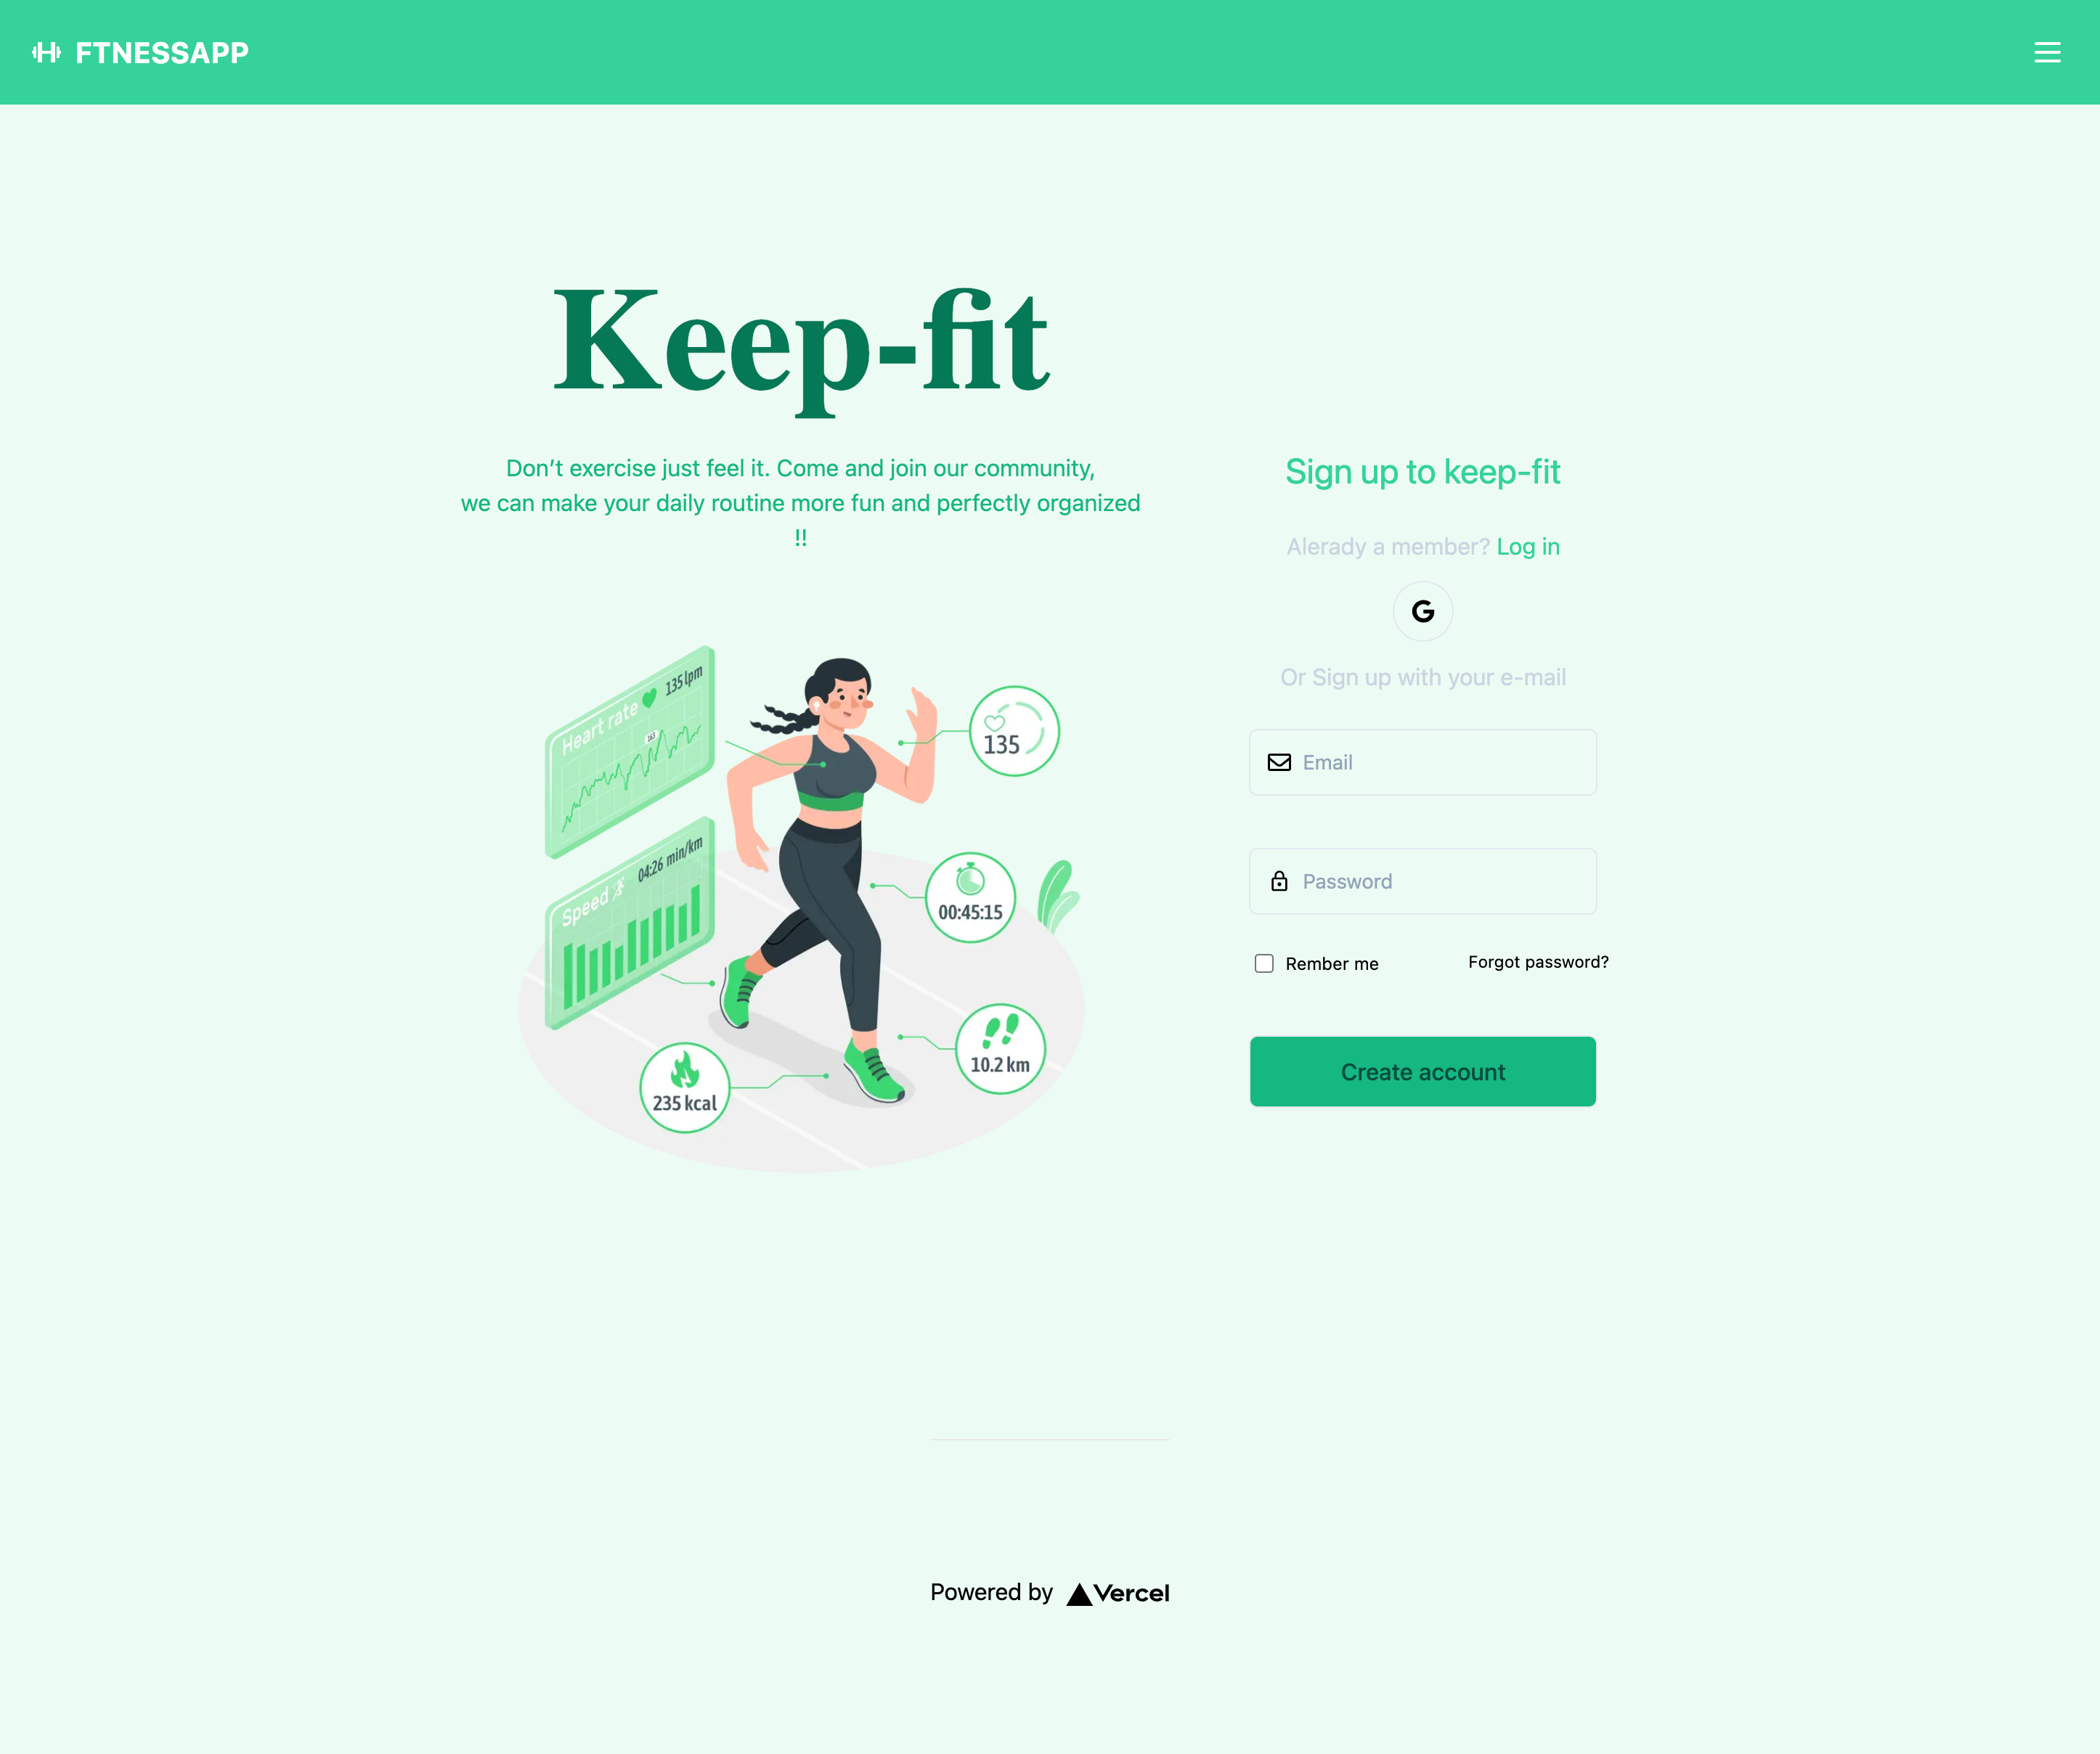 FTNESSAPP
Keep-fit
Don’t exercise just feel it. Come and join our community,
we can make your daily routine more fun and perfectly organized
!!
Heart rate 135 lpm
163
135
Speed 04:26 min/km
00:45:15
10.2 km
235 kcal
Sign up to keep-fit
Alerady a member? Log in
G
Or Sign up with your e-mail
Email
Password
Rember me
Forgot password?
Create account
Powered by Vercel